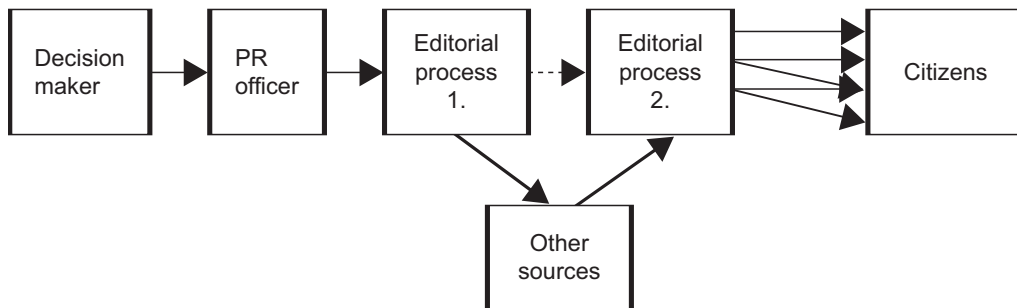 Decision
maker
PR
officer
Editorial
process
1.
Editorial
process
2.
Citizens
Other
sources